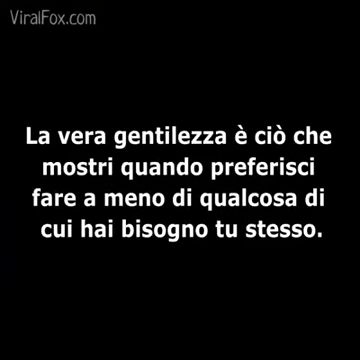 ViralFox.com
La vera gentilezza è ciò che
mostri quando preferisci
fare a meno di qualcosa di
cui hai bisogno tu stesso.